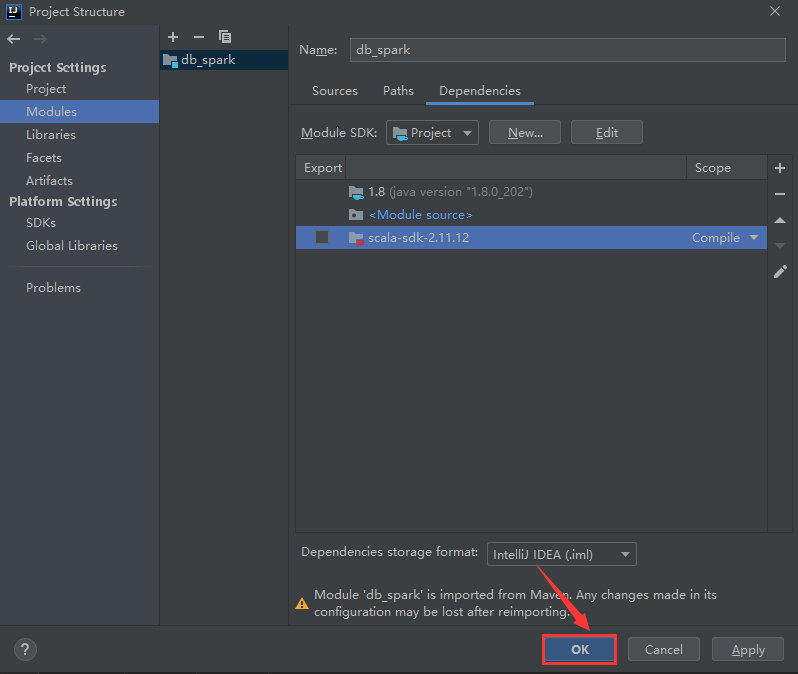 Project Structure
Project Settings
Project
Modules
Libraries
Facets
Artifacts
Platform Settings
SDKs
Global Libraries
Problems
db_spark
Name: db_spark
Sources Paths Dependencies
Module SDK: Project New... Edit
Export Scope
1.8 (java version "1.8.0_202")
<Module source>
scala-sdk-2.11.12 Compile
Dependencies storage format: IntelliJ IDEA (.iml)
Module 'db_spark' is imported from Maven. Any changes made in its
configuration may be lost after reimporting.
? OK Cancel Apply